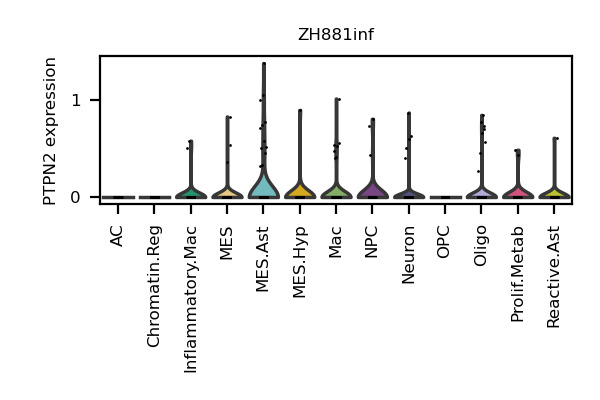 ZH881inf
PTPN2 expression
1
0
AC
Chromatin.Reg
Inflammatory.Mac
MES
MES.Ast
MES.Hyp
Mac
NPC
Neuron
OPC
Oligo
Prolif.Metab
Reactive.Ast